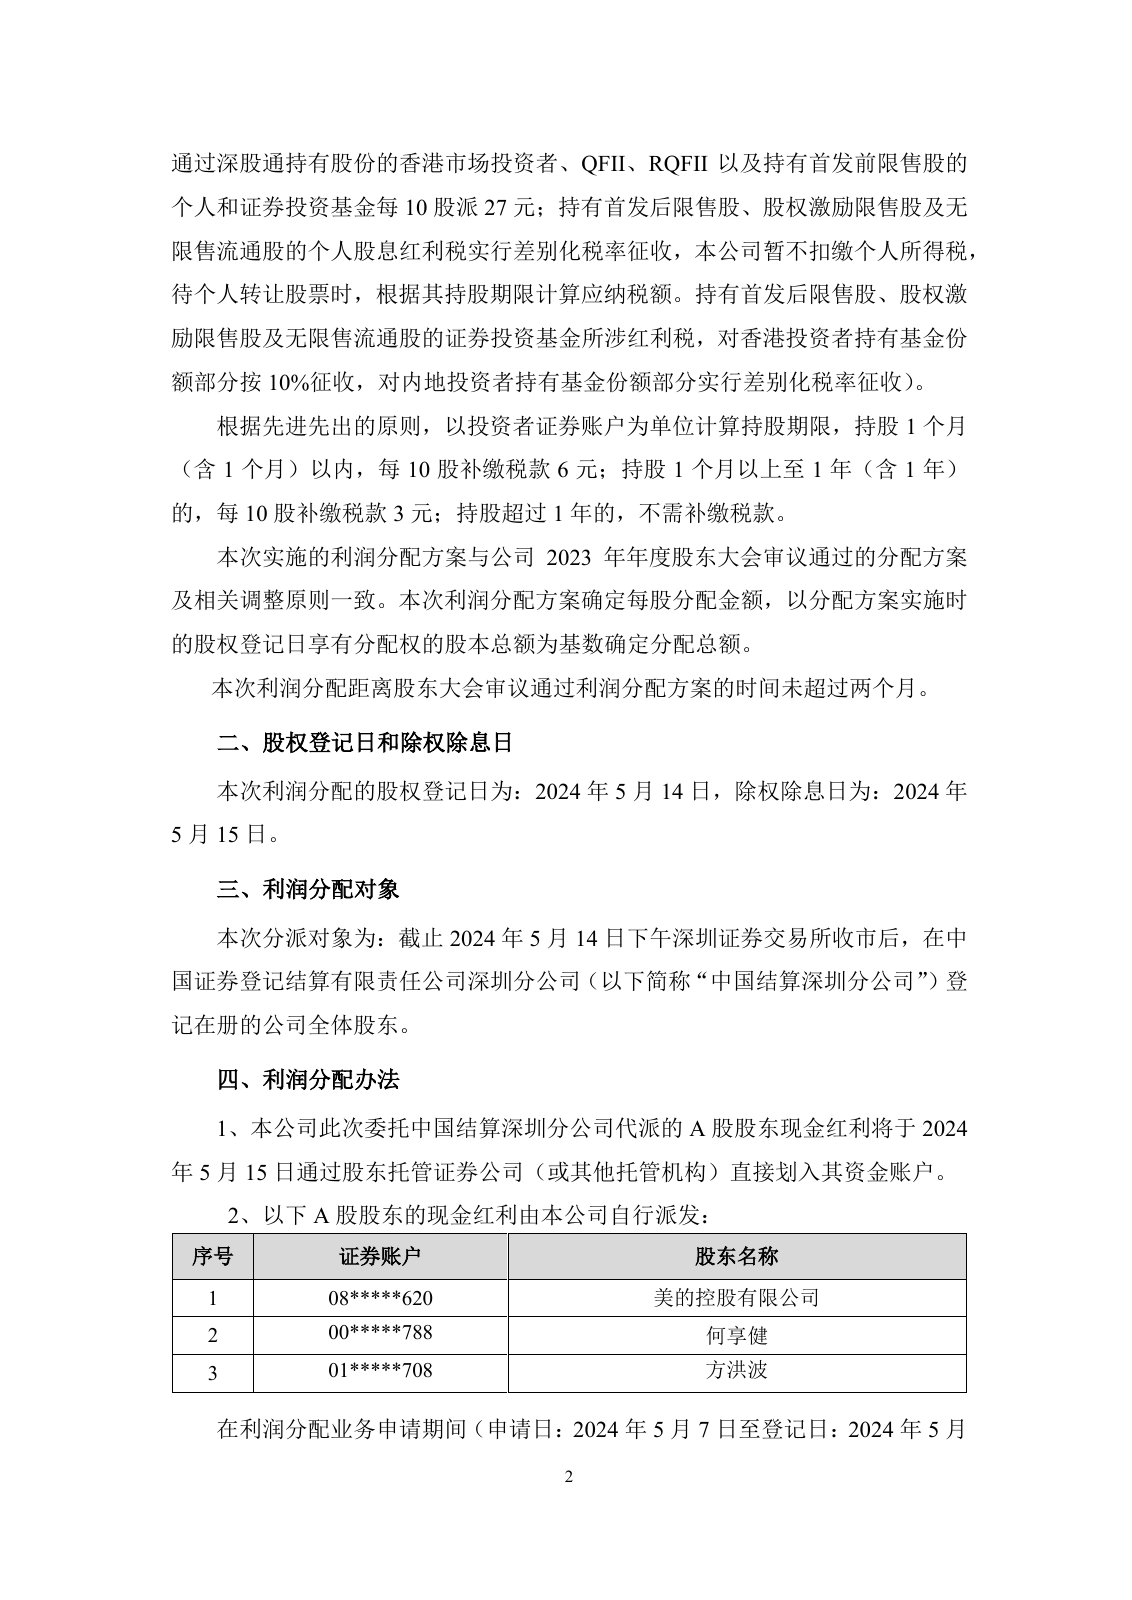 通过深股通持有股份的香港市场投资者、QFII、RQFII 以及持有首发前限售股的
个人和证券投资基金每 10 股派 27 元；持有首发后限售股、股权激励限售股及无
限售流通股的个人股息红利税实行差别化税率征收，本公司暂不扣缴个人所得税，
待个人转让股票时，根据其持股期限计算应纳税额。持有首发后限售股、股权激
励限售股及无限售流通股的证券投资基金所涉红利税，对香港投资者持有基金份
额部分按 10%征收，对内地投资者持有基金份额部分实行差别化税率征收）。
根据先进先出的原则，以投资者证券账户为单位计算持股期限，持股 1 个月
（含 1 个月）以内，每 10 股补缴税款 6 元；持股 1 个月以上至 1 年（含 1 年）
的，每 10 股补缴税款 3 元；持股超过 1 年的，不需补缴税款。
本次实施的利润分配方案与公司 2023 年年度股东大会审议通过的分配方案
及相关调整原则一致。本次利润分配方案确定每股分配金额，以分配方案实施时
的股权登记日享有分配权的股本总额为基数确定分配总额。
本次利润分配距离股东大会审议通过利润分配方案的时间未超过两个月。
二、股权登记日和除权除息日
本次利润分配的股权登记日为：2024 年 5 月 14 日，除权除息日为：2024 年
5 月 15 日。
三、利润分配对象
本次分派对象为：截止 2024 年 5 月 14 日下午深圳证券交易所收市后，在中
国证券登记结算有限责任公司深圳分公司（以下简称“中国结算深圳分公司”）登
记在册的公司全体股东。
四、利润分配办法
1、本公司此次委托中国结算深圳分公司代派的 A 股股东现金红利将于 2024
年 5 月 15 日通过股东托管证券公司（或其他托管机构）直接划入其资金账户。
2、以下 A 股股东的现金红利由本公司自行派发：
序号 证券账户 股东名称
1 08*****620 美的控股有限公司
2 00*****788 何享健
3 01*****708 方洪波
在利润分配业务申请期间（申请日：2024 年 5 月 7 日至登记日：2024 年 5 月
2